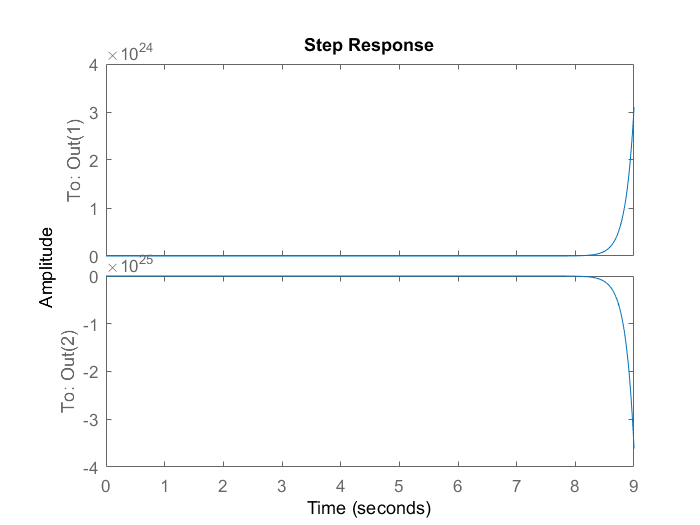 Step Response
×10^24
4
3
2
1
0
To: Out(1)
Amplitude
×10^25
0
-1
-2
-3
-4
To: Out(2)
0 1 2 3 4 5 6 7 8 9
Time (seconds)